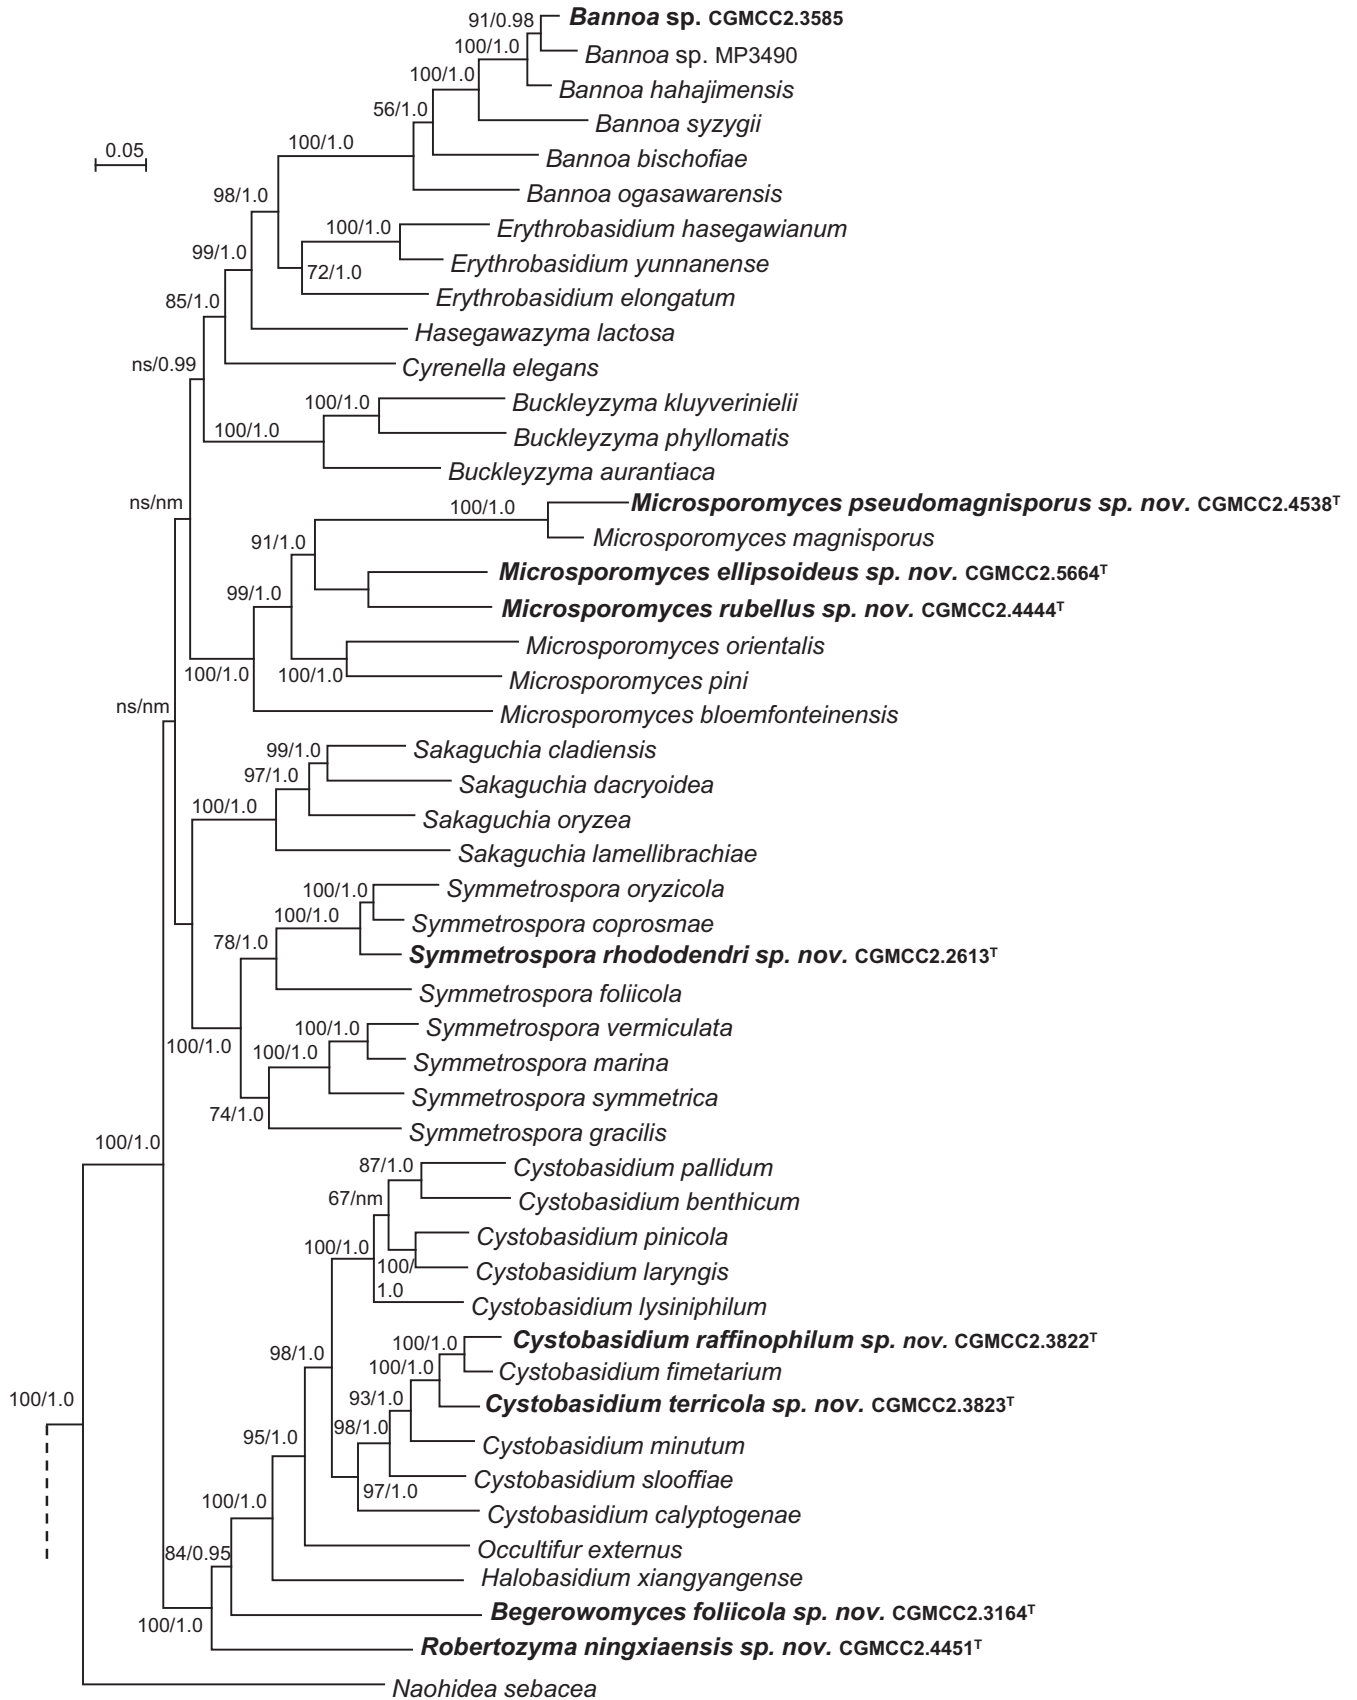 91/0.98
Bannoa sp. CGMCC2.3585
100/1.0
Bannoa sp. MP3490
100/1.0
Bannoa hahajimensis
56/1.0
Bannoa syzygii
100/1.0
0.05
Bannoa bischofiae
98/1.0
Bannoa ogasawarensis
100/1.0
Erythrobasidium hasegawianum
99/1.0
Erythrobasidium yunnanense
72/1.0
Erythrobasidium elongatum
85/1.0
Hasegawazyma lactosa
ns/0.99
Cyrenella elegans
100/1.0
Buckleyzyma kluyverinielii
100/1.0
Buckleyzyma phyllomatis
Buckleyzyma aurantiaca
ns/nm
100/1.0
Microsporomyces pseudomagnisporus sp. nov. CGMCC2.4538T
91/1.0
Microsporomyces magnisporus
Microsporomyces ellipsoideus sp. nov. CGMCC2.5664T
99/1.0
Microsporomyces rubellus sp. nov. CGMCC2.4444T
Microsporomyces orientalis
100/1.0
100/1.0
Microsporomyces pini
ns/nm
Microsporomyces bloemfonteinensis
99/1.0
Sakaguchia cladiensis
97/1.0
Sakaguchia dacryoidea
100/1.0
Sakaguchia oryzea
Sakaguchia lamellibrachiae
100/1.0
Symmetrospora oryzicola
100/1.0
Symmetrospora coprosmae
78/1.0
Symmetrospora rhododendri sp. nov. CGMCC2.2613T
Symmetrospora foliicola
100/1.0
Symmetrospora vermiculata
100/1.0
100/1.0
Symmetrospora marina
Symmetrospora symmetrica
74/1.0
Symmetrospora gracilis
100/1.0
87/1.0
Cystobasidium pallidum
67/nm
Cystobasidium benthicum
Cystobasidium pinicola
100/1.0
100/
1.0
Cystobasidium laryngis
Cystobasidium lysiniphilum
100/1.0
Cystobasidium raffinophilum sp. nov. CGMCC2.3822T
98/1.0
100/1.0
Cystobasidium fimetarium
93/1.0
Cystobasidium terricola sp. nov. CGMCC2.3823T
100/1.0
98/1.0
95/1.0
Cystobasidium minutum
Cystobasidium slooffiae
97/1.0
100/1.0
Cystobasidium calyptogenae
84/0.95
Occultifur externus
Halobasidium xiangyangense
Begerowomyces foliicola sp. nov. CGMCC2.3164T
100/1.0
Robertozyma ningxiaensis sp. nov. CGMCC2.4451T
Naohidea sebacea